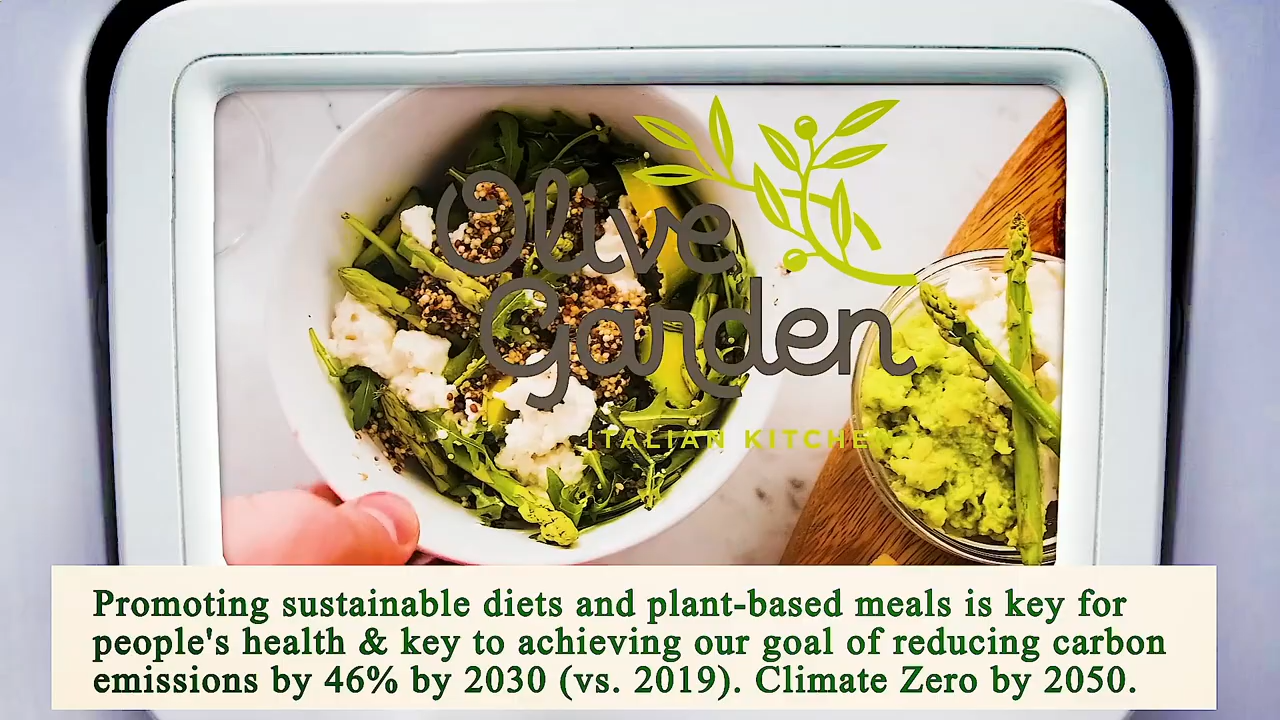 Olive
Garden
ITALIAN KITCHEN
Promoting sustainable diets and plant-based meals is key for
people's health & key to achieving our goal of reducing carbon
emissions by 46% by 2030 (vs. 2019). Climate Zero by 2050.